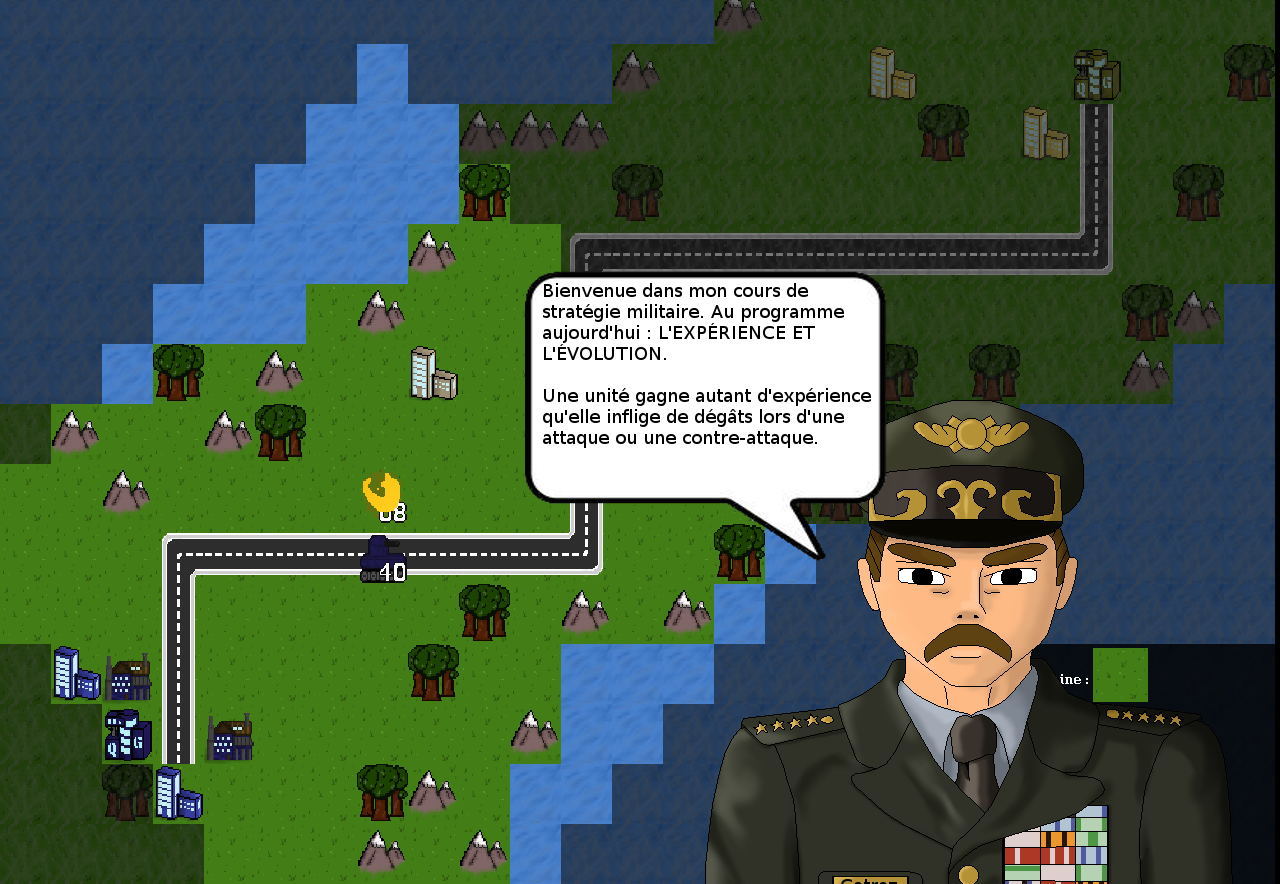 Bienvenue dans mon cours de
stratégie militaire. Au programme
aujourd'hui : L'EXPÉRIENCE ET
L'ÉVOLUTION.
Une unité gagne autant d'expérience
qu'elle inflige de dégâts lors d'une
attaque ou une contre-attaque.
08
40
ine :
Q G
Q G